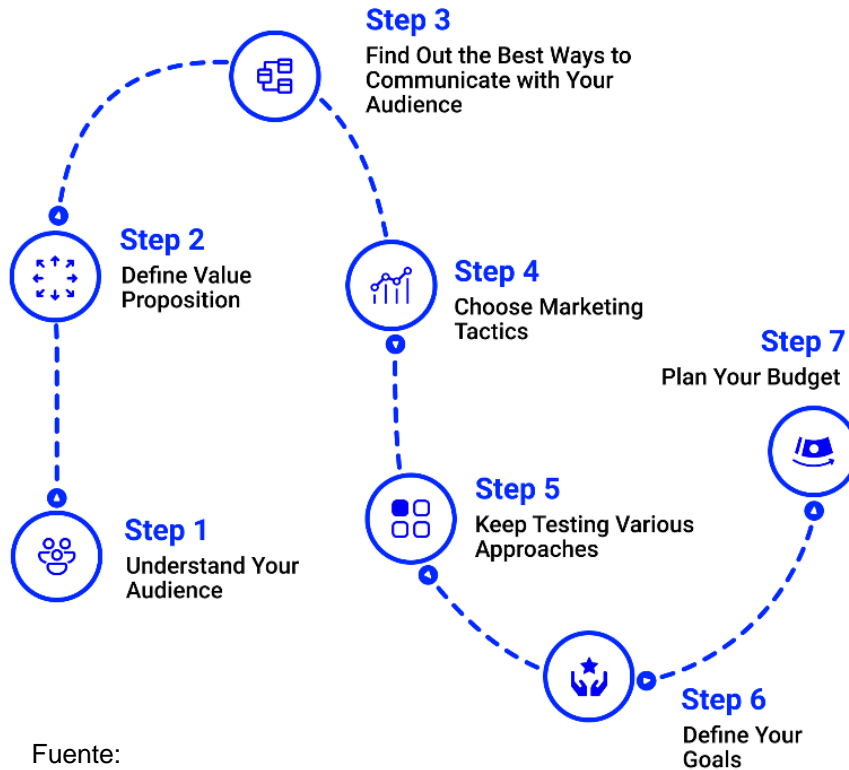 Step 1
Understand Your
Audience
Step 2
Define Value
Proposition
Step 3
Find Out the Best Ways to
Communicate with Your
Audience
Step 4
Choose Marketing
Tactics
Step 5
Keep Testing Various
Approaches
Step 6
Define Your
Goals
Step 7
Plan Your Budget
Fuente: